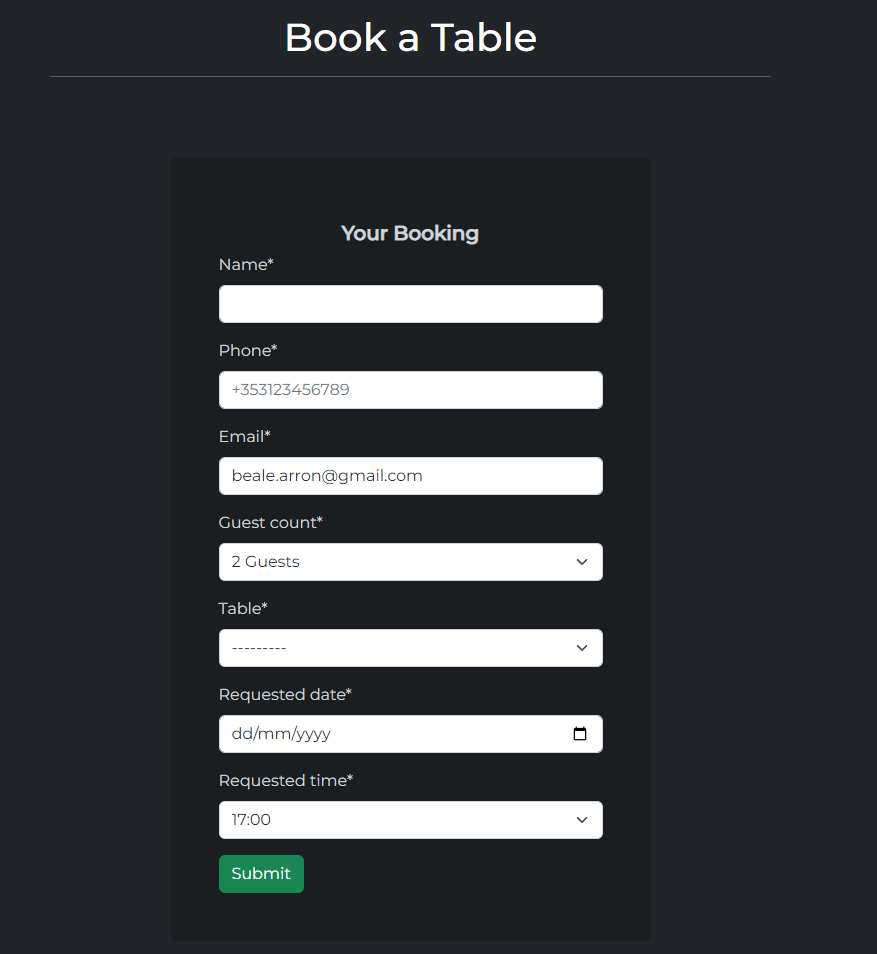 Book a Table
Your Booking
Name*
Phone*
+353123456789
Email*
beale.arron@gmail.com
Guest count*
2 Guests
Table*
---------
Requested date*
dd/mm/yyyy
Requested time*
17:00
Submit